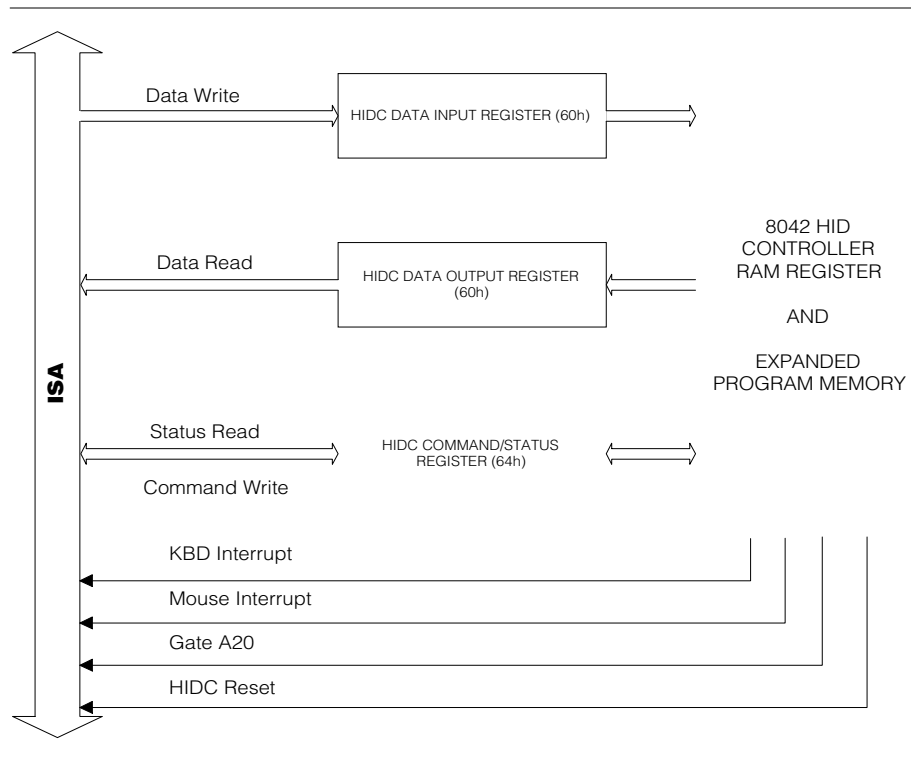 Data Write
HIDC DATA INPUT REGISTER (60h)
Data Read
HIDC DATA OUTPUT REGISTER
(60h)
8042 HID
CONTROLLER
RAM REGISTER
AND
EXPANDED
PROGRAM MEMORY
ISA
Status Read
HIDC COMMAND/STATUS
REGISTER (64h)
Command Write
KBD Interrupt
Mouse Interrupt
Gate A20
HIDC Reset